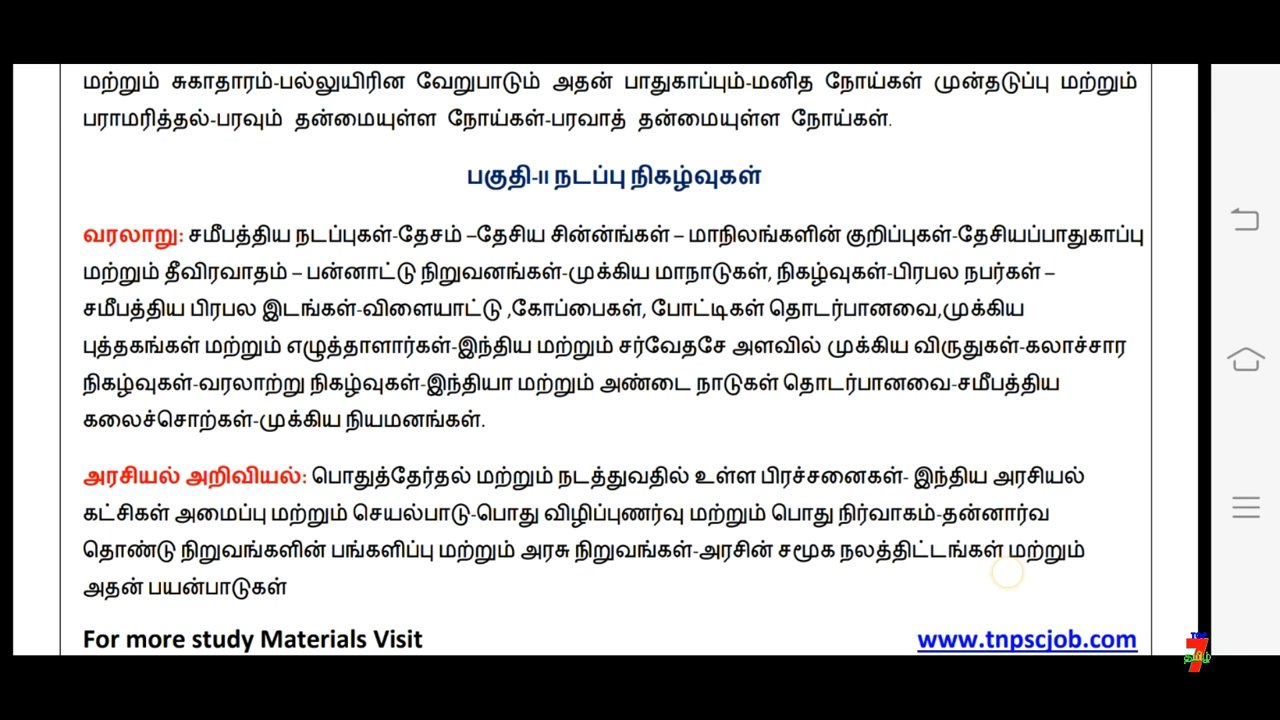 மற்றும் சுகாதாரம்-பல்லுயிரின வேறுபாடும் அதன் பாதுகாப்பும்-மனித நோய்கள் முன்தடுப்பு மற்றும்
பராமரித்தல்-பரவும் தன்மையுள்ள நோய்கள்-பரவாத் தன்மையுள்ள நோய்கள்.
பகுதி-II நடப்பு நிகழ்வுகள்
வரலாறு: சமீபத்திய நடப்புகள்-தேசம் –தேசிய சின்ன்ங்கள் – மாநிலங்களின் குறிப்புகள்-தேசியப்பாதுகாப்பு
மற்றும் தீவிரவாதம் – பன்னாட்டு நிறுவனங்கள்-முக்கிய மாநாடுகள், நிகழ்வுகள்-பிரபல நபர்கள் –
சமீபத்திய பிரபல இடங்கள்-விளையாட்டு ,கோப்பைகள், போட்டிகள் தொடர்பானவை,முக்கிய
புத்தகங்கள் மற்றும் எழுத்தாளார்கள்-இந்திய மற்றும் சர்வேதசே அளவில் முக்கிய விருதுகள்-கலாச்சார
நிகழ்வுகள்-வரலாற்று நிகழ்வுகள்-இந்தியா மற்றும் அண்டை நாடுகள் தொடர்பானவை-சமீபத்திய
கலைச்சொற்கள்-முக்கிய நியமனங்கள்.
அரசியல் அறிவியல்: பொதுத்தேர்தல் மற்றும் நடத்துவதில் உள்ள பிரச்சனைகள்- இந்திய அரசியல்
கட்சிகள் அமைப்பு மற்றும் செயல்பாடு-பொது விழிப்புணர்வு மற்றும் பொது நிர்வாகம்-தன்னார்வ
தொண்டு நிறுவங்களின் பங்களிப்பு மற்றும் அரசு நிறுவங்கள்-அரசின் சமூக நலத்திட்டங்கள் மற்றும்
அதன் பயன்பாடுகள்
For more study Materials Visit www.tnpscjob.com
TOP
7
தமிழ்